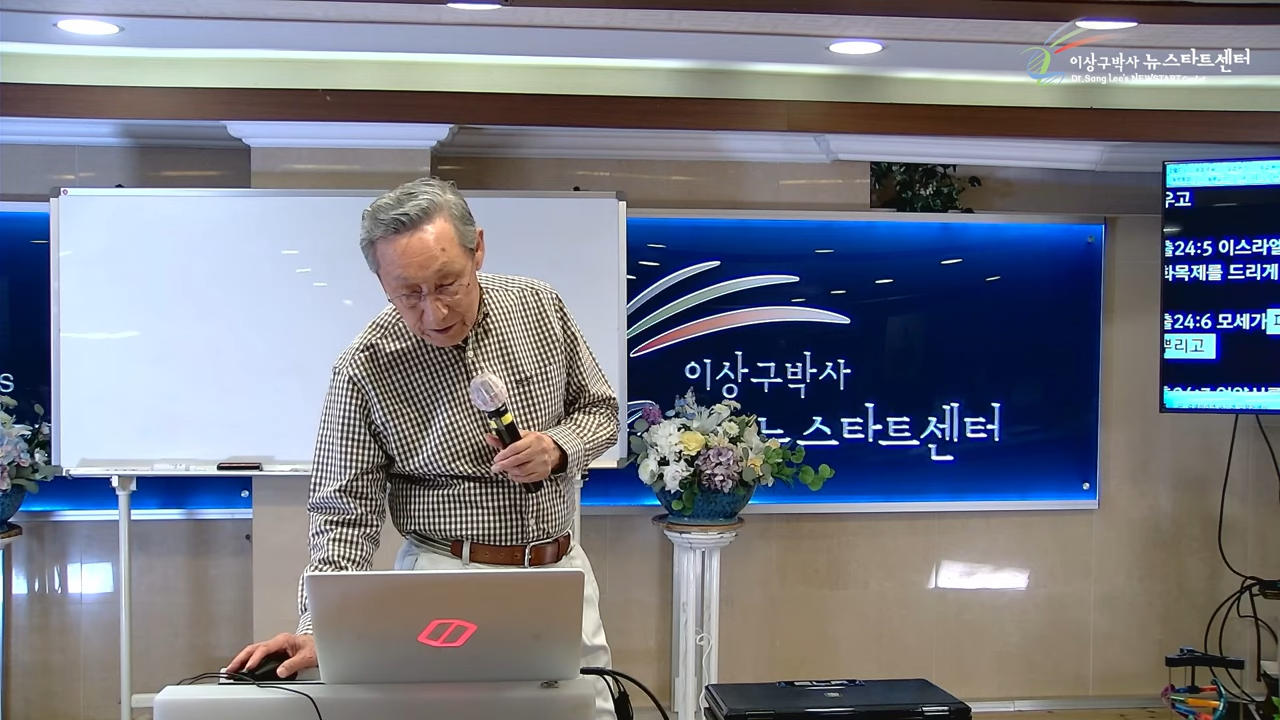 이상구박사 뉴스타트센터
Dr.Sang Lee's NEWSTART Center
우고
출24:5 이스라엘
화목제를 드리게
출24:6 모세가
뿌리고
이상구박사
뉴스타트센터
S